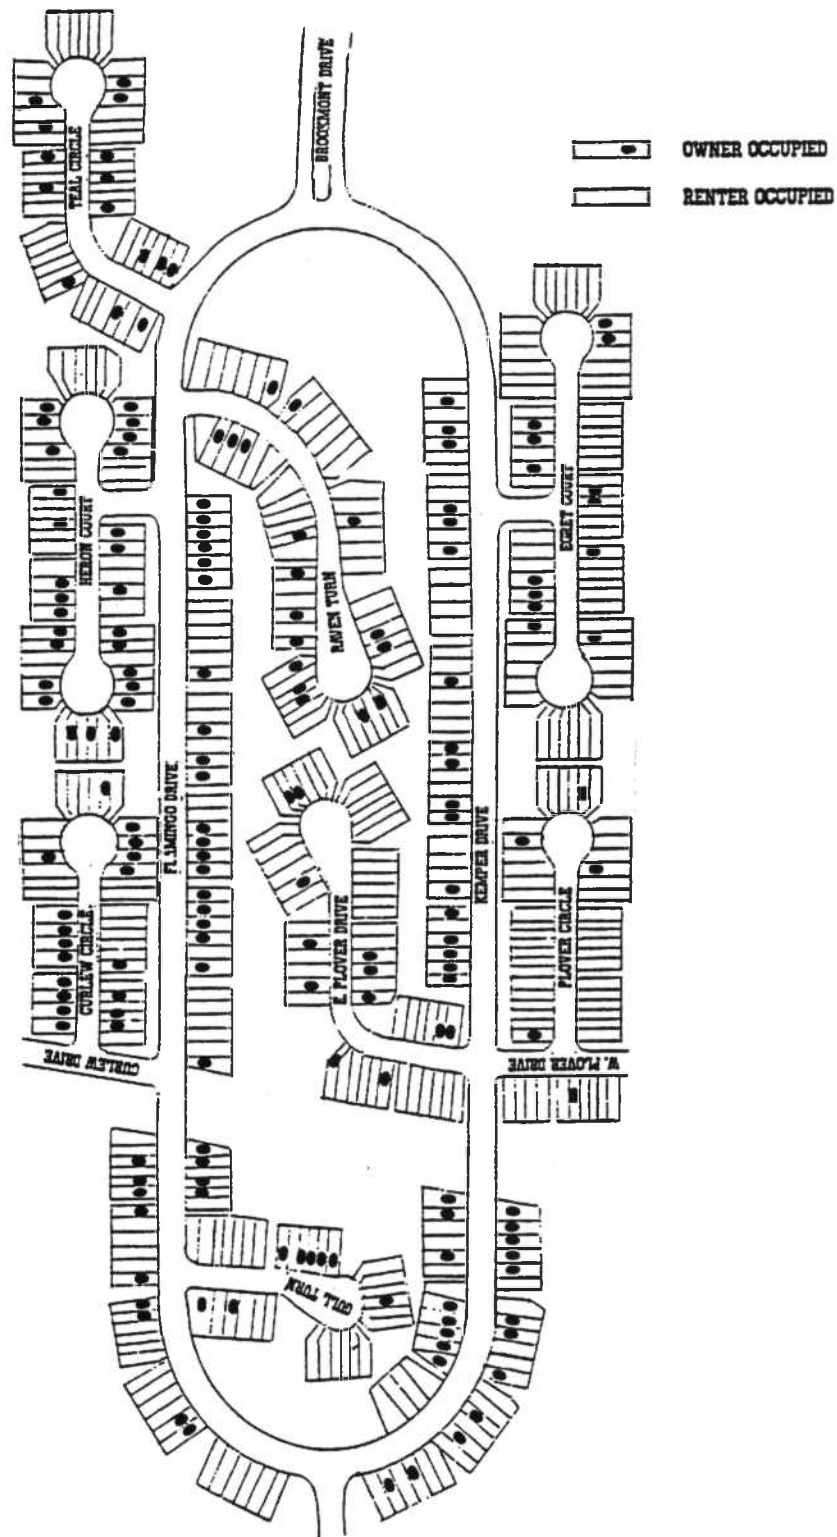 BROOKMONT DRIVE
OWNER OCCUPIED
RENTER OCCUPIED
TEAL CIRCLE
HERON COURT
EGRET COURT
RAVEN TURN
FLAMINGO DRIVE
KEMPER DRIVE
CURLEW CIRCLE
E. PLOVER DRIVE
PLOVER CIRCLE
CURLEW DRIVE
W. PLOVER DRIVE
GULL TURN